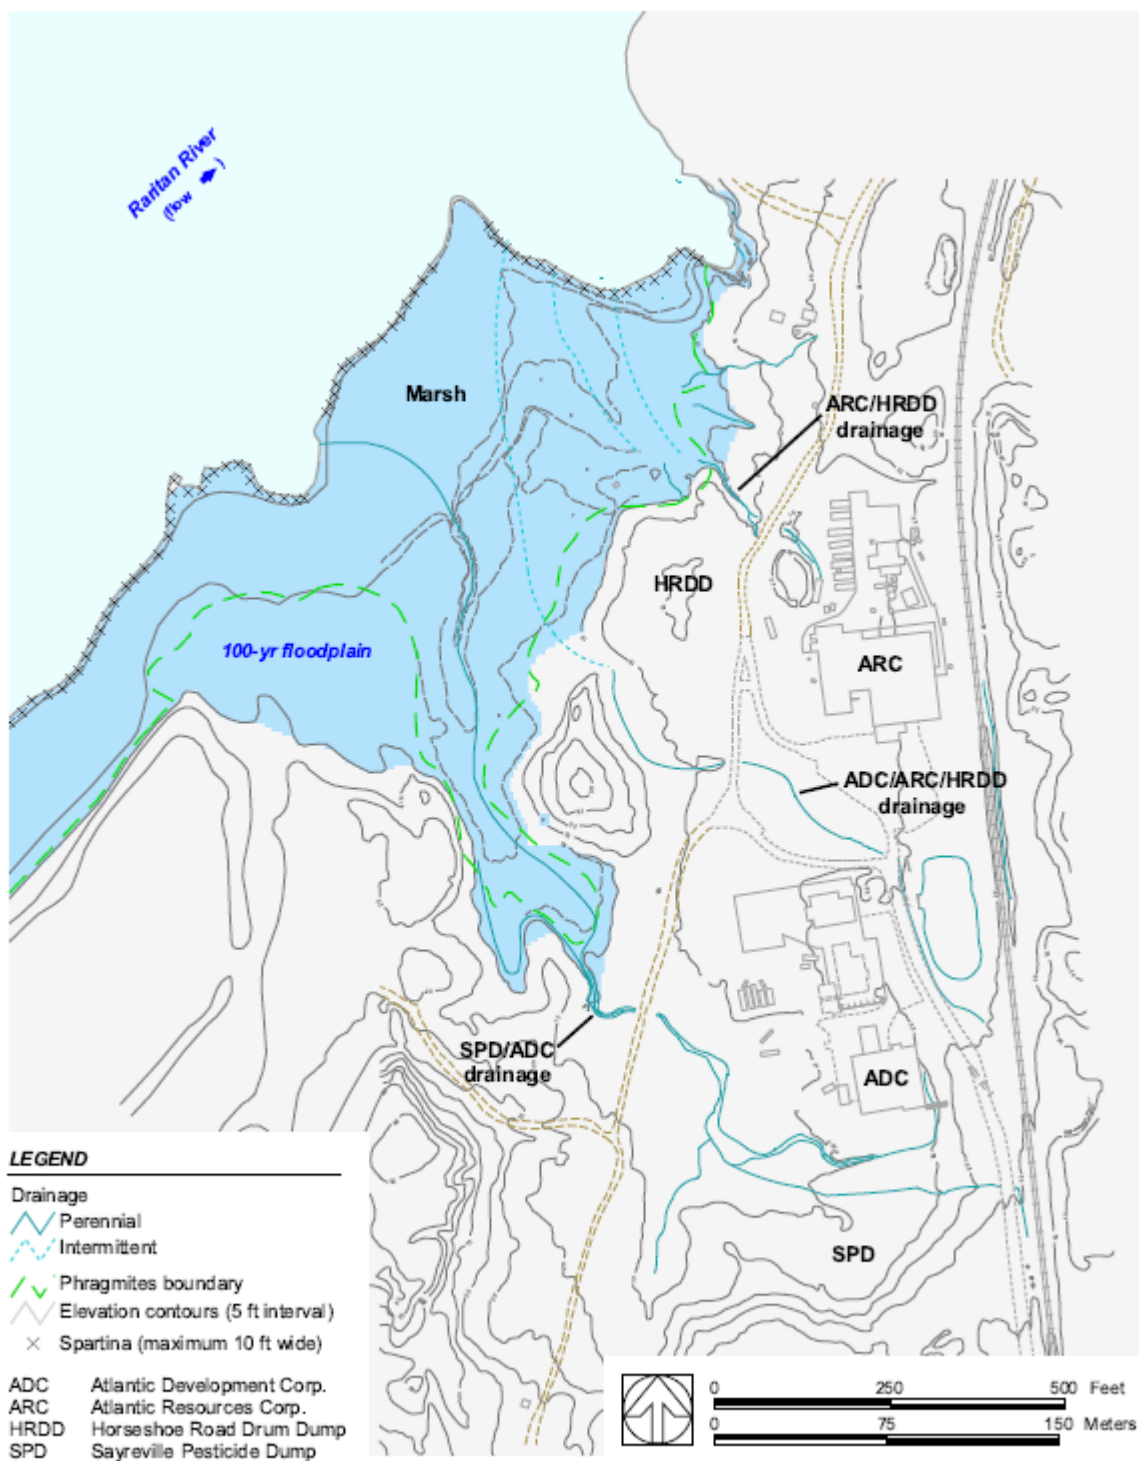 Raritan River
(flow )
Marsh
ARC/HRDD
drainage
HRDD
100-yr floodplain
ARC
ADC/ARC/HRDD
drainage
SPD/ADC
drainage
ADC
SPD
LEGEND
Drainage
Perennial
Intermittent
Phragmites boundary
Elevation contours (5 ft interval)
Spartina (maximum 10 ft wide)
ADC Atlantic Development Corp.
ARC Atlantic Resources Corp.
HRDD Horseshoe Road Drum Dump
SPD Sayreville Pesticide Dump
0 250 500 Feet
0 75 150 Meters